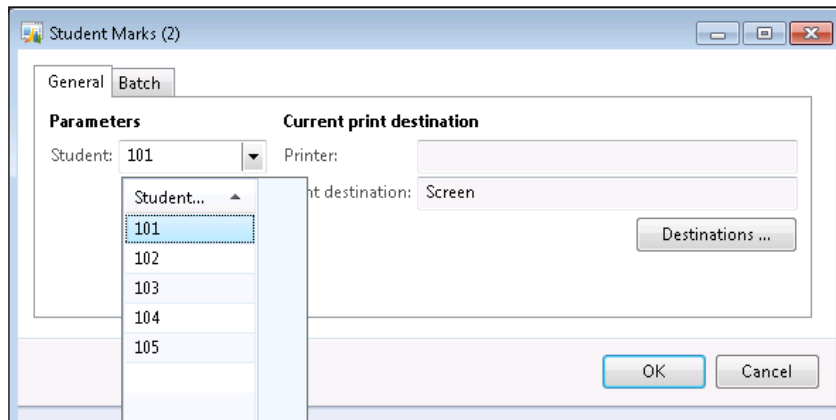 Student Marks (2)
General Batch
Parameters Current print destination
Student: 101 Printer:
Student... nt destination: Screen
101 Destinations ...
102
103
104
105
OK Cancel